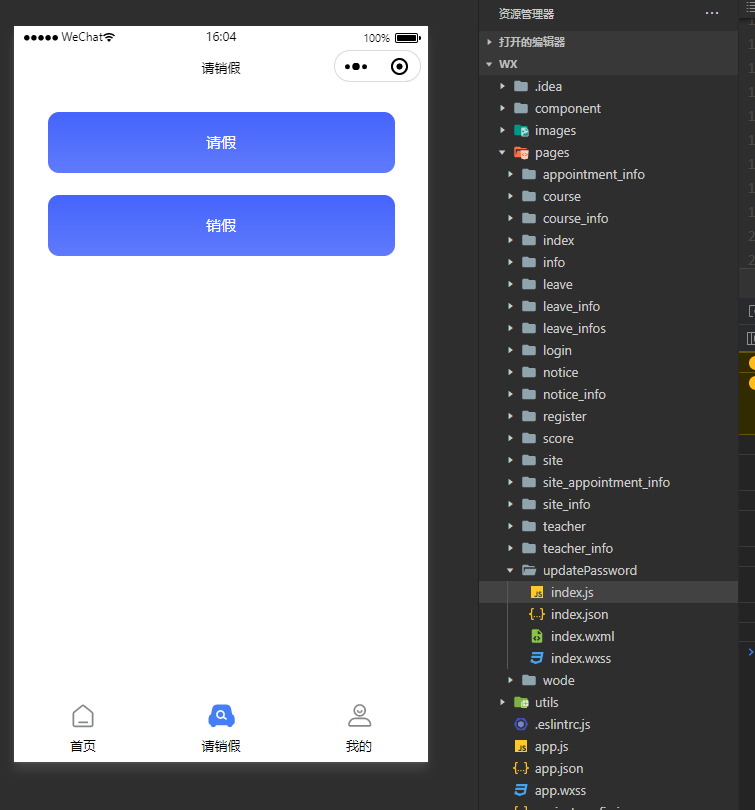 WeChat
16:04
100%
请销假
请假
销假
首页
请销假
我的
资源管理器
打开的编辑器
WX
.idea
component
images
pages
appointment_info
course
course_info
index
info
leave
leave_info
leave_infos
login
notice
notice_info
register
score
site
site_appointment_info
site_info
teacher
teacher_info
updatePassword
index.js
index.json
index.wxml
index.wxss
wode
utils
.eslintrc.js
app.js
app.json
app.wxss